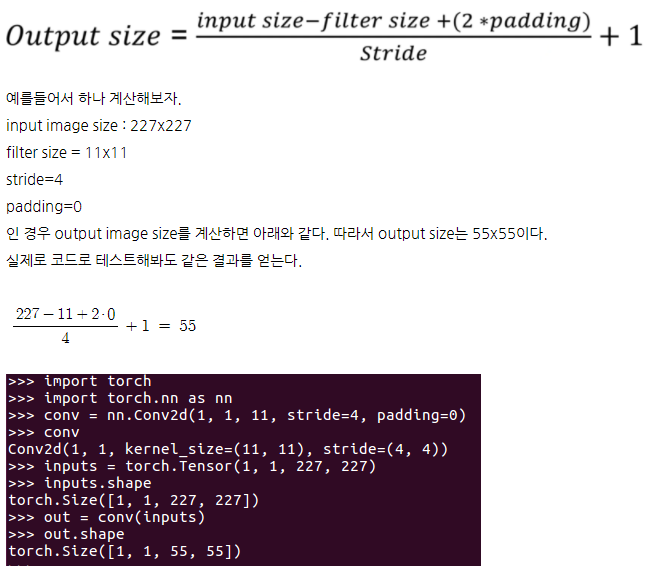 Output size = \frac{input size−filter size +(2 *padding)}{Stride} + 1
예를들어서 하나 계산해보자.
input image size : 227x227
filter size = 11x11
stride=4
padding=0
인 경우 output image size를 계산하면 아래와 같다. 따라서 output size는 55x55이다.
실제로 코드로 테스트해봐도 같은 결과를 얻는다.
\frac{227 − 11 + 2·0}{4} + 1 = 55
>>> import torch
>>> import torch.nn as nn
>>> conv = nn.Conv2d(1, 1, 11, stride=4, padding=0)
>>> conv
Conv2d(1, 1, kernel_size=(11, 11), stride=(4, 4))
>>> inputs = torch.Tensor(1, 1, 227, 227)
>>> inputs.shape
torch.Size([1, 1, 227, 227])
>>> out = conv(inputs)
>>> out.shape
torch.Size([1, 1, 55, 55])